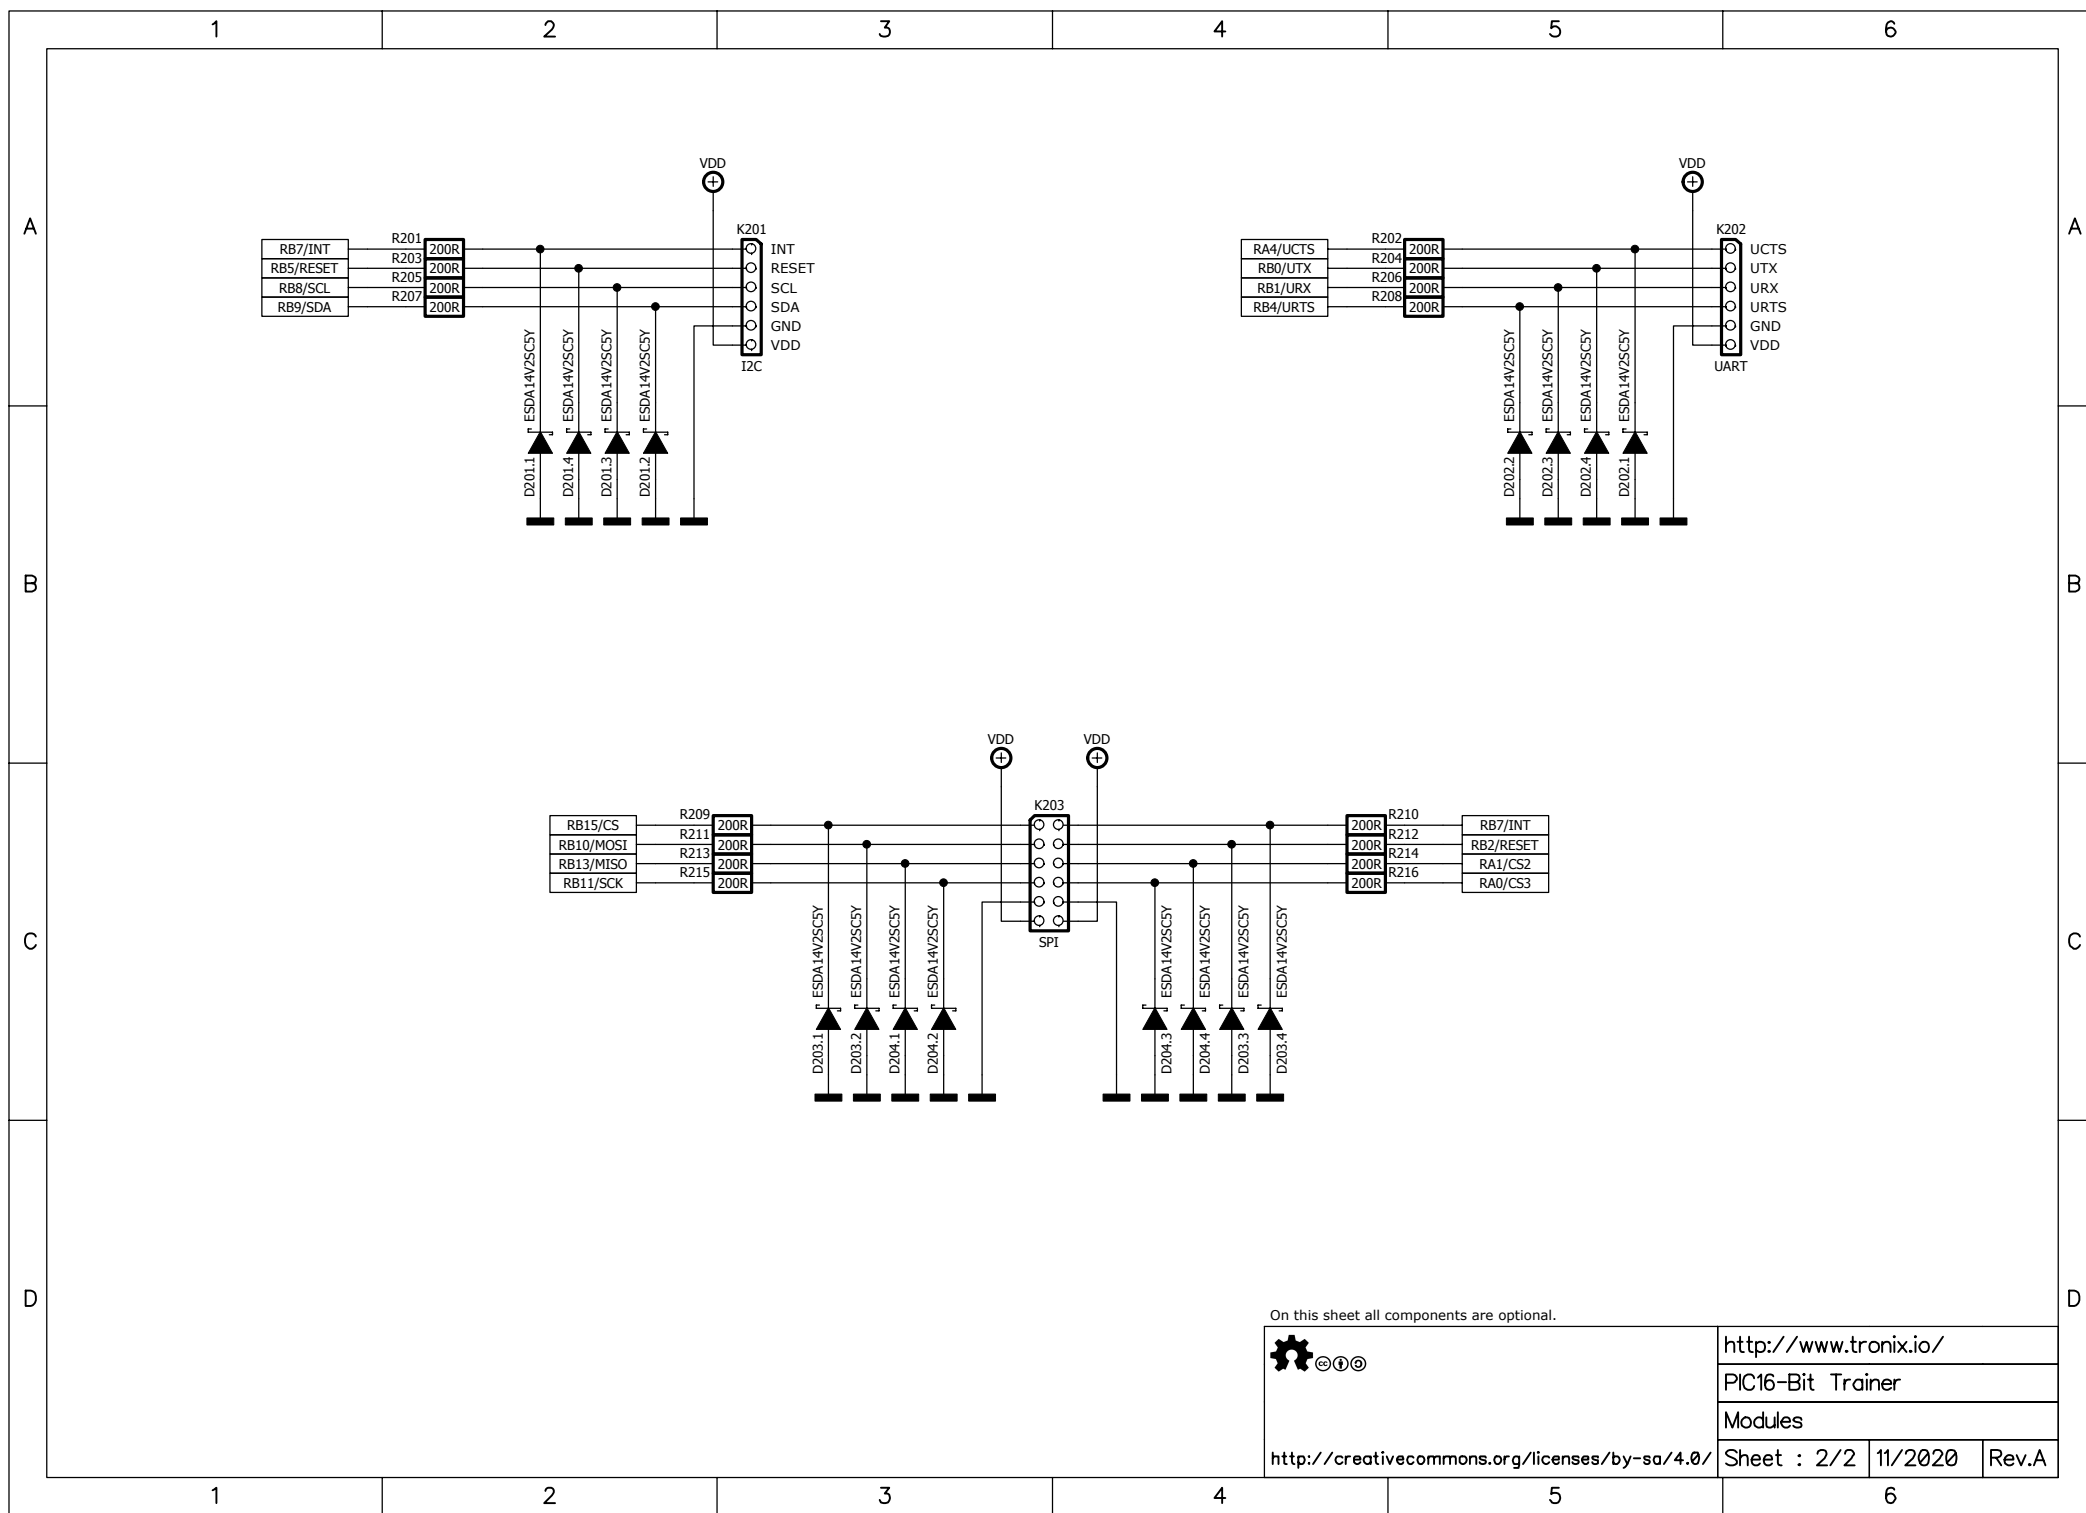 1 2 3 4 5 6
A A
B B
C C
D D
VDD
K201
RB7/INT R201 200R INT
RB5/RESET R203 200R RESET
RB8/SCL R205 200R SCL
RB9/SDA R207 200R SDA
GND
VDD
I2C
ESDA14V2SC5Y ESDA14V2SC5Y ESDA14V2SC5Y ESDA14V2SC5Y
D201.1 D201.4 D201.3 D201.2
VDD
K202
RA4/UCTS R202 200R UCTS
RB0/UTX R204 200R UTX
RB1/URX R206 200R URX
RB4/URTS R208 200R URTS
GND
VDD
UART
ESDA14V2SC5Y ESDA14V2SC5Y ESDA14V2SC5Y ESDA14V2SC5Y
D202.2 D202.3 D202.4 D202.1
VDD VDD
K203
RB15/CS R209 200R 200R R210 RB7/INT
RB10/MOSI R211 200R 200R R212 RB2/RESET
RB13/MISO R213 200R 200R R214 RA1/CS2
RB11/SCK R215 200R 200R R216 RA0/CS3
SPI
ESDA14V2SC5Y ESDA14V2SC5Y ESDA14V2SC5Y ESDA14V2SC5Y ESDA14V2SC5Y ESDA14V2SC5Y ESDA14V2SC5Y ESDA14V2SC5Y
D203.1 D203.2 D204.1 D204.2 D204.3 D204.4 D203.3 D203.4
On this sheet all components are optional.
cc
http://creativecommons.org/licenses/by-sa/4.0/
http://www.tronix.io/
PIC16-Bit Trainer
Modules
Sheet : 2/2 11/2020 Rev.A
1 2 3 4 5 6